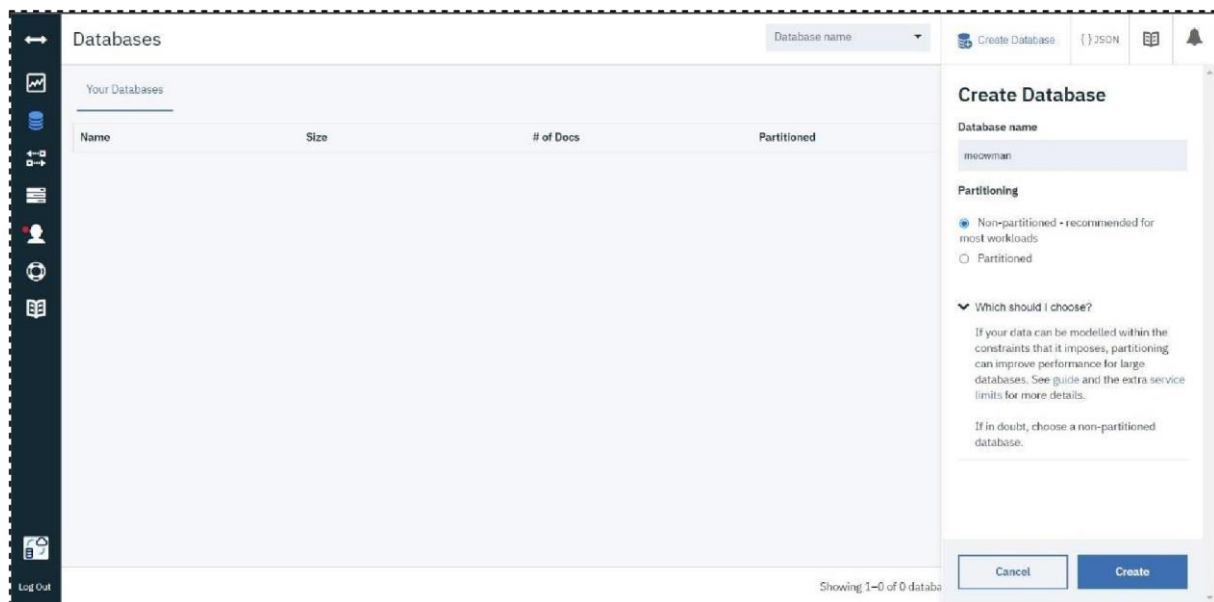 Databases
Database name
Create Database
{ } JSON
Your Databases
Name
Size
# of Docs
Partitioned
Create Database
Database name
meowman
Partitioning
Non-partitioned - recommended for
most workloads
Partitioned
Which should I choose?
If your data can be modelled within the
constraints that it imposes, partitioning
can improve performance for large
databases. See guide and the extra service
limits for more details.
If in doubt, choose a non-partitioned
database.
Cancel
Create
Showing 1–0 of 0 databa
Log Out